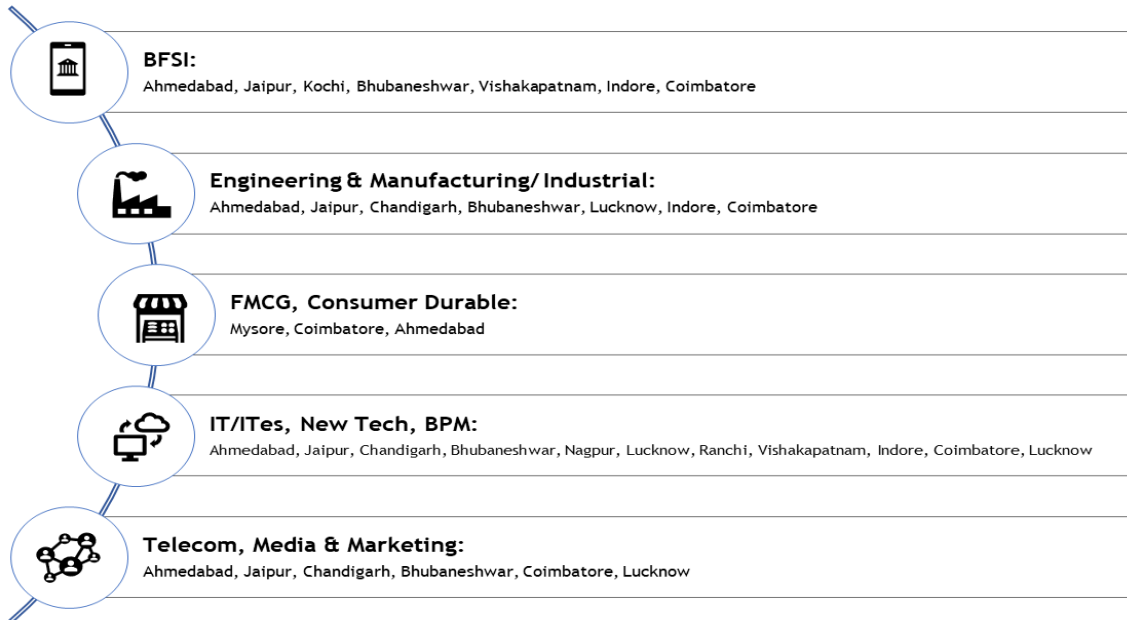 BFSI:
Ahmedabad, Jaipur, Kochi, Bhubaneshwar, Vishakapatnam, Indore, Coimbatore
Engineering & Manufacturing/Industrial:
Ahmedabad, Jaipur, Chandigarh, Bhubaneshwar, Lucknow, Indore, Coimbatore
FMCG, Consumer Durable:
Mysore, Coimbatore, Ahmedabad
IT/ITes, New Tech, BPM:
Ahmedabad, Jaipur, Chandigarh, Bhubaneshwar, Nagpur, Lucknow, Ranchi, Vishakapatnam, Indore, Coimbatore, Lucknow
Telecom, Media & Marketing:
Ahmedabad, Jaipur, Chandigarh, Bhubaneshwar, Coimbatore, Lucknow